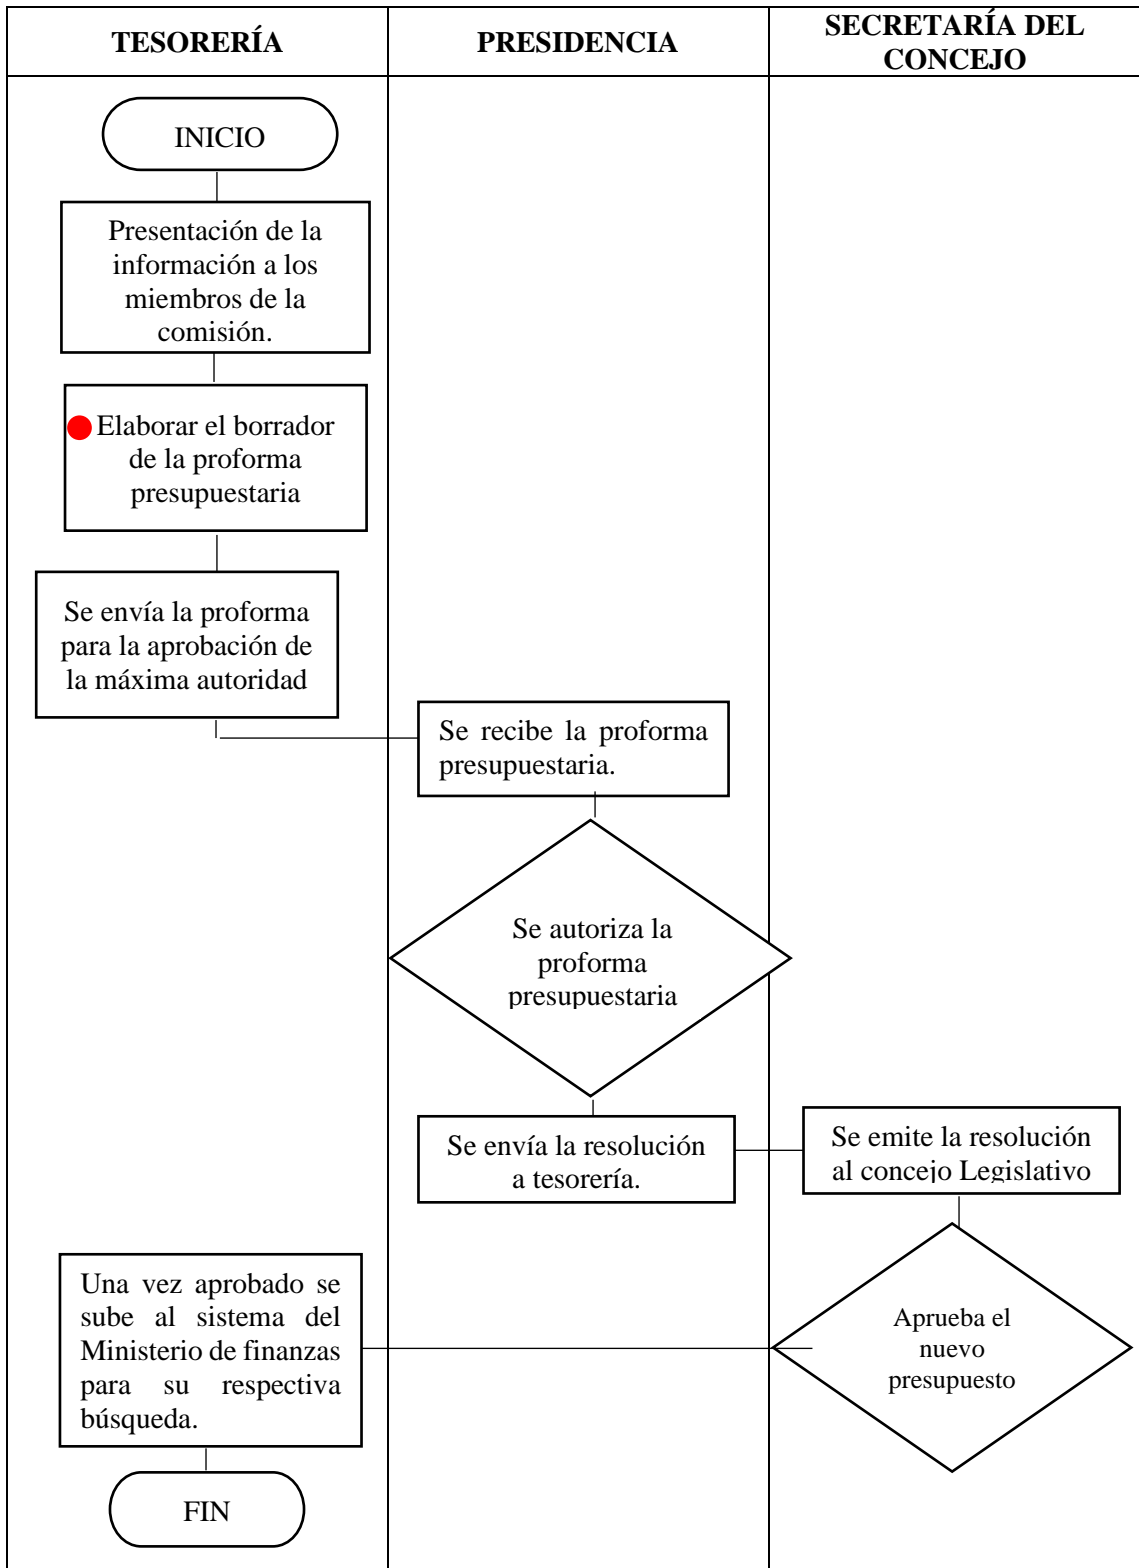 TESORERÍA
PRESIDENCIA
SECRETARÍA DEL
CONCEJO
INICIO
Presentación de la
información a los
miembros de la
comisión.
Elaborar el borrador
de la proforma
presupuestaria
Se envía la proforma
para la aprobación de
la máxima autoridad
Se recibe la proforma
presupuestaria.
Se autoriza la
proforma
presupuestaria
Se envía la resolución
a tesorería.
Se emite la resolución
al concejo Legislativo
Aprueba el
nuevo
presupuesto
Una vez aprobado se
sube al sistema del
Ministerio de finanzas
para su respectiva
búsqueda.
FIN